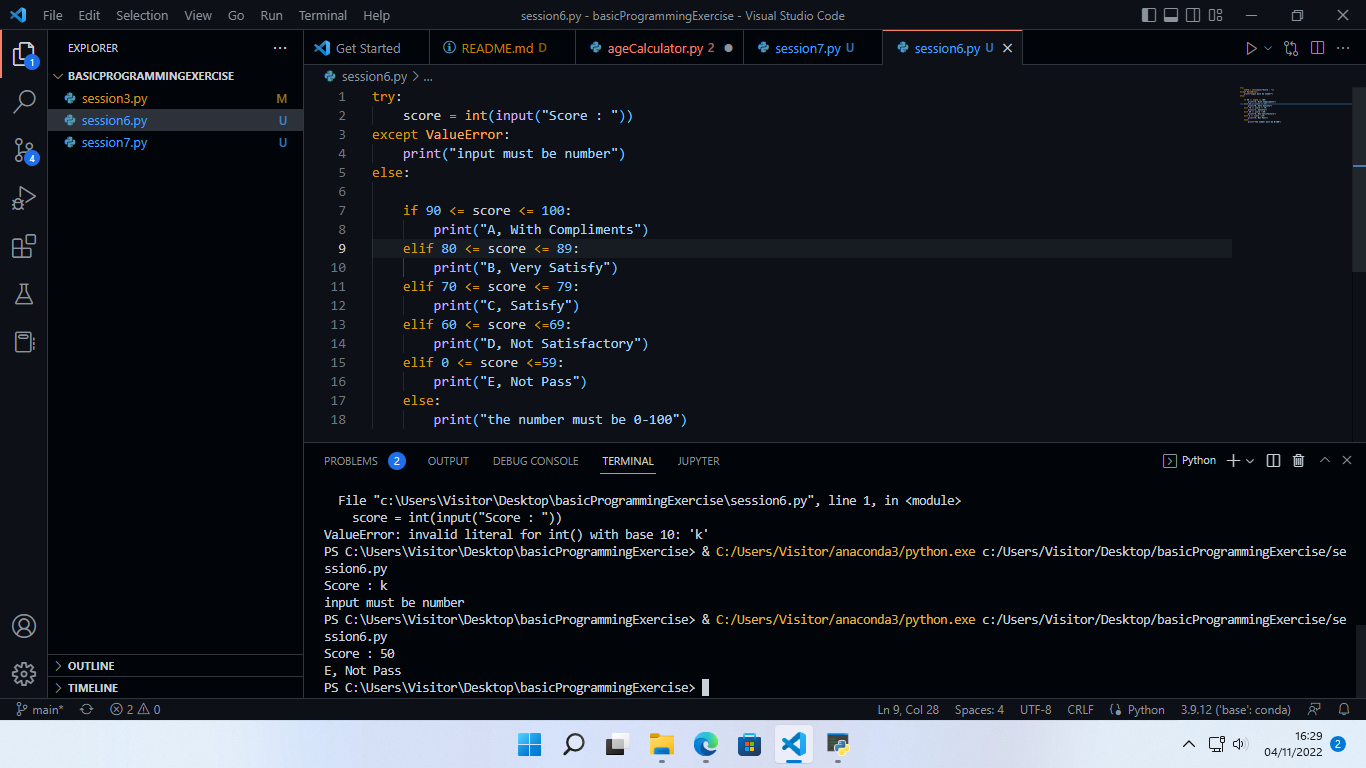 File Edit Selection View Go Run Terminal Help
session6.py - basicProgrammingExercise - Visual Studio Code
EXPLORER
BASICPROGRAMMINGEXERCISE
session3.py M
session6.py U
session7.py U
OUTLINE
TIMELINE
1
4
Get Started
README.md D
ageCalculator.py 2
session7.py U
session6.py U
session6.py > ...
1 try:
2     score = int(input("Score : "))
3 except ValueError:
4     print("input must be number")
5 else:
6
7     if 90 <= score <= 100:
8         print("A, With Compliments")
9     elif 80 <= score <= 89:
10         print("B, Very Satisfy")
11     elif 70 <= score <= 79:
12         print("C, Satisfy")
13     elif 60 <= score <=69:
14         print("D, Not Satisfactory")
15     elif 0 <= score <=59:
16         print("E, Not Pass")
17     else:
18         print("the number must be 0-100")
PROBLEMS 2 OUTPUT DEBUG CONSOLE TERMINAL JUPYTER
Python
  File "c:\Users\Visitor\Desktop\basicProgrammingExercise\session6.py", line 1, in <module>
    score = int(input("Score : "))
ValueError: invalid literal for int() with base 10: 'k'
PS C:\Users\Visitor\Desktop\basicProgrammingExercise> & C:/Users/Visitor/anaconda3/python.exe c:/Users/Visitor/Desktop/basicProgrammingExercise/se
ssion6.py
Score : k
input must be number
PS C:\Users\Visitor\Desktop\basicProgrammingExercise> & C:/Users/Visitor/anaconda3/python.exe c:/Users/Visitor/Desktop/basicProgrammingExercise/se
ssion6.py
Score : 50
E, Not Pass
PS C:\Users\Visitor\Desktop\basicProgrammingExercise>
main* 2 0
Ln 9, Col 28 Spaces: 4 UTF-8 CRLF Python 3.9.12 ('base': conda)
16:29
04/11/2022
2